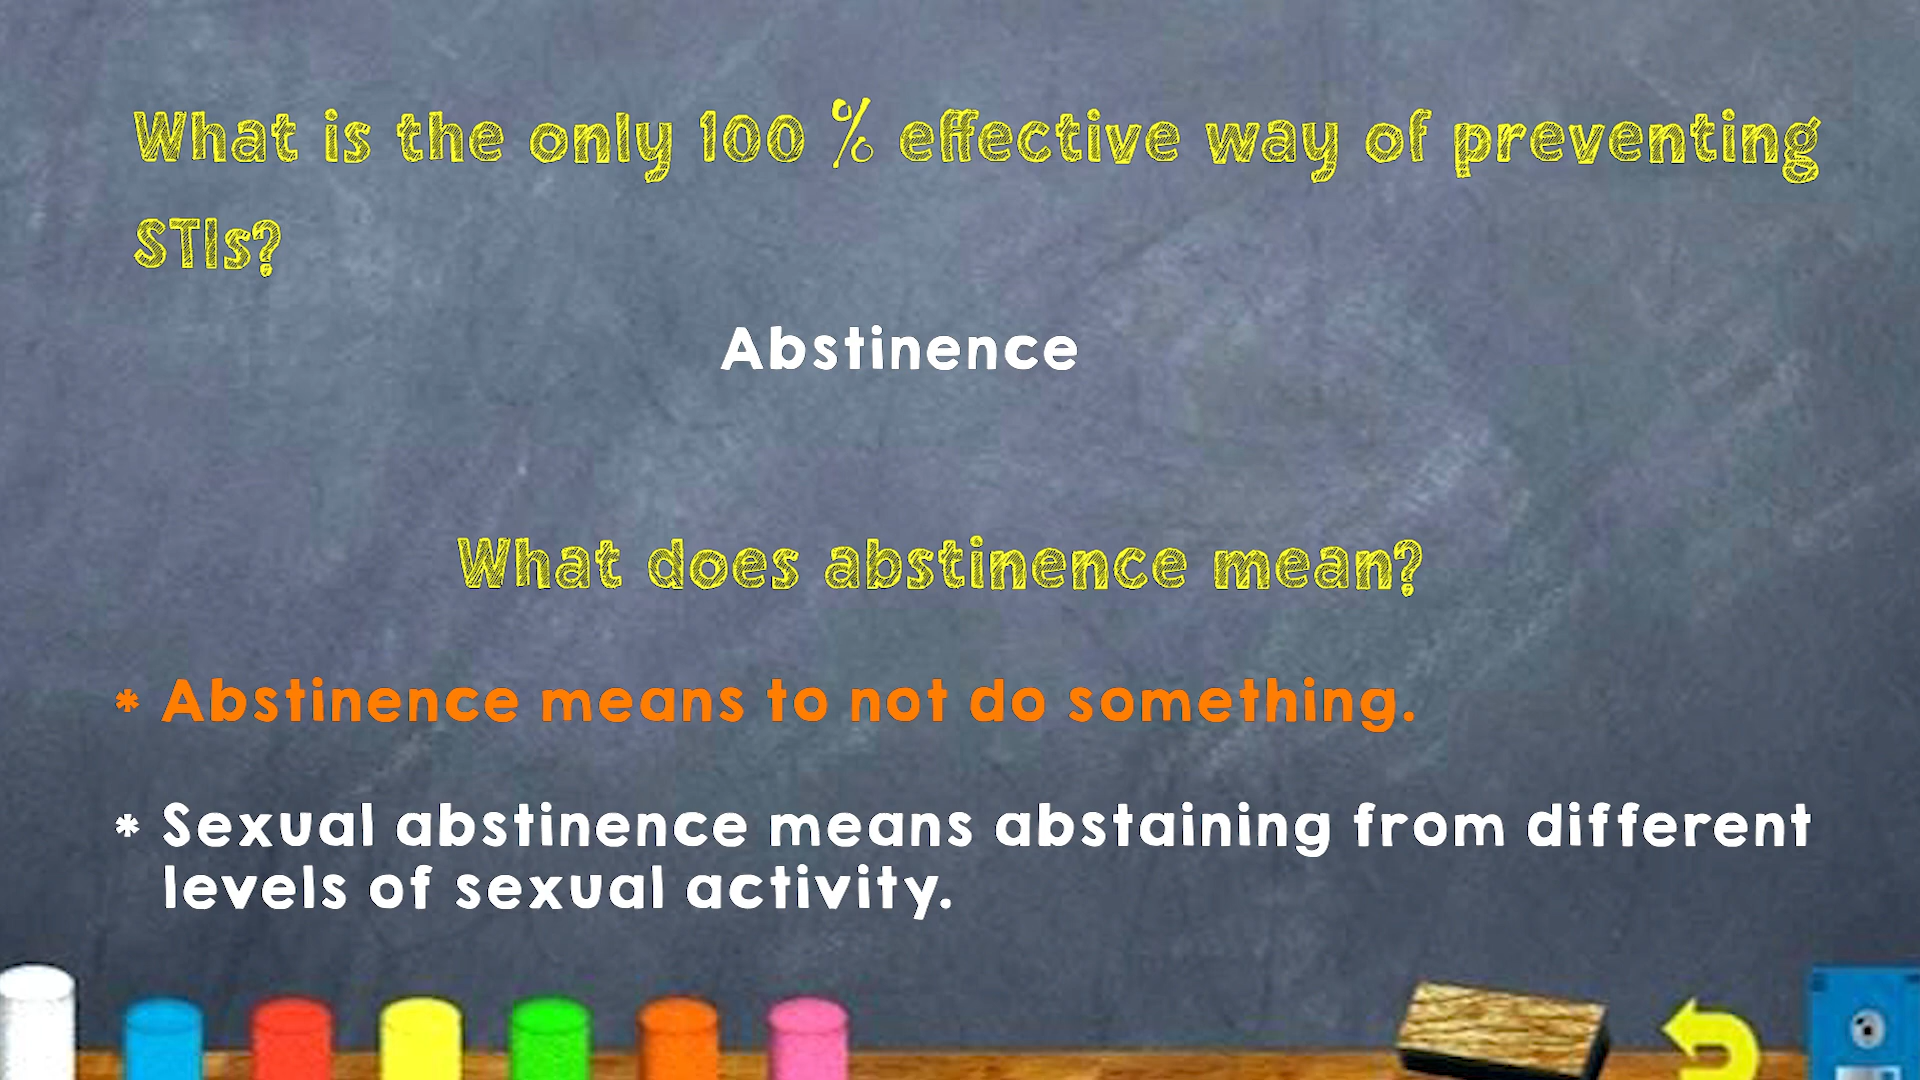 What is the only 100 % effective way of preventing
STIs?
Abstinence
What does abstinence mean?
* Abstinence means to not do something.
* Sexual abstinence means abstaining from different
levels of sexual activity.